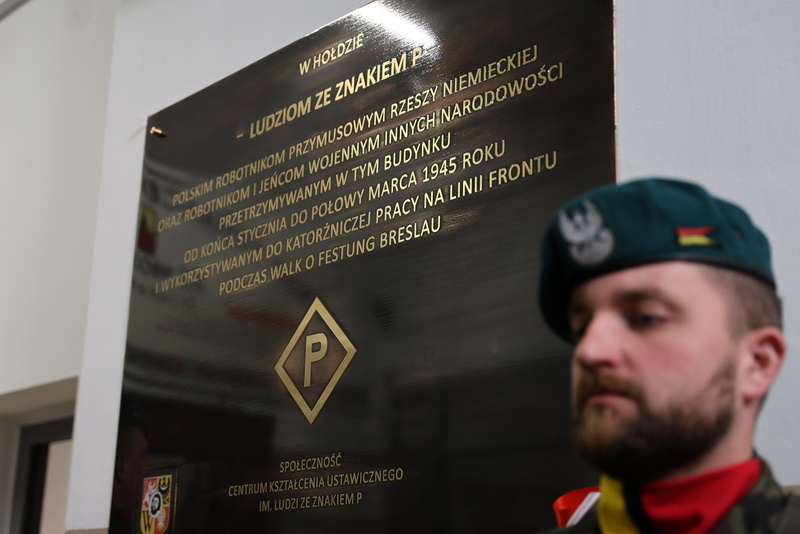 W HOŁDZIE
- LUDZIOM ZE ZNAKIEM P
POLSKIM ROBOTNIKOM PRZYMUSOWYM RZESZY NIEMIECKIEJ
ORAZ ROBOTNIKOM I JEŃCOM WOJENNYM INNYCH NARODOWOŚCI
PRZETRZYMYWANYM W TYM BUDYNKU
OD KOŃCA STYCZNIA DO POŁOWY MARCA 1945 ROKU
I WYKORZYSTYWANYM DO KATORŻNICZEJ PRACY NA LINII FRONTU
PODCZAS WALK O FESTUNG BRESLAU
P
SPOŁECZNOŚĆ
CENTRUM KSZTAŁCENIA USTAWICZNEGO
IM. LUDZI ZE ZNAKIEM P
W